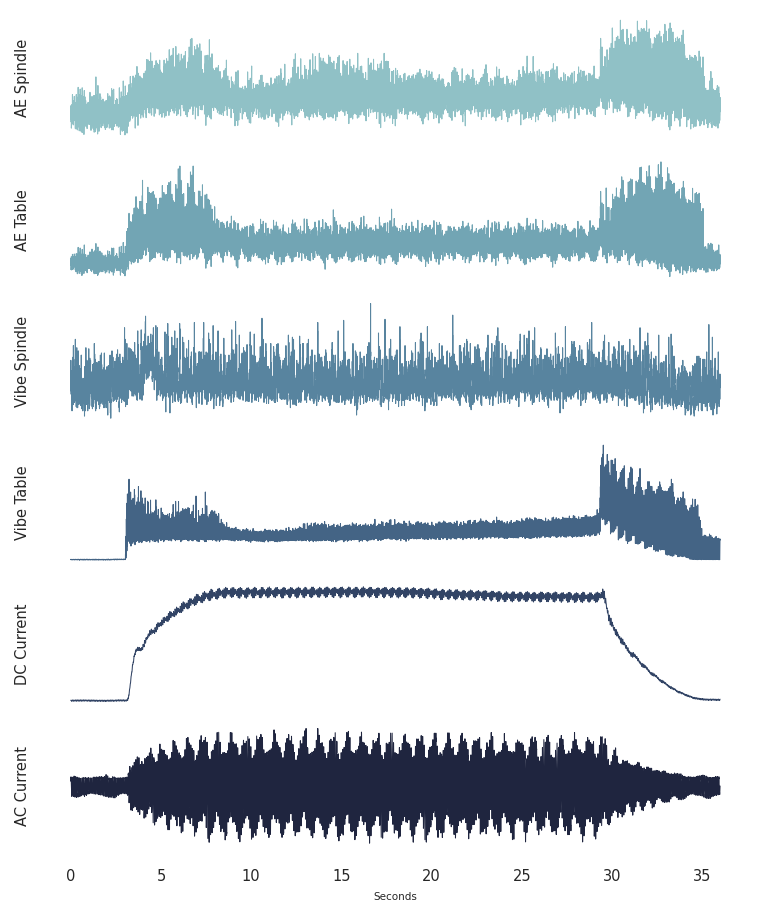 AE Spindle
AE Table
Vibe Spindle
Vibe Table
DC Current
AC Current
0 5 10 15 20 25 30 35
Seconds